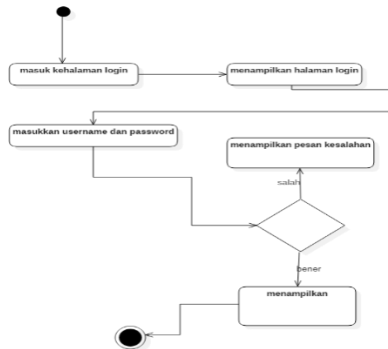 masuk kehalaman login
menampilkan halaman login
masukkan username dan password
menampilkan pesan kesalahan
salah
bener
menampilkan